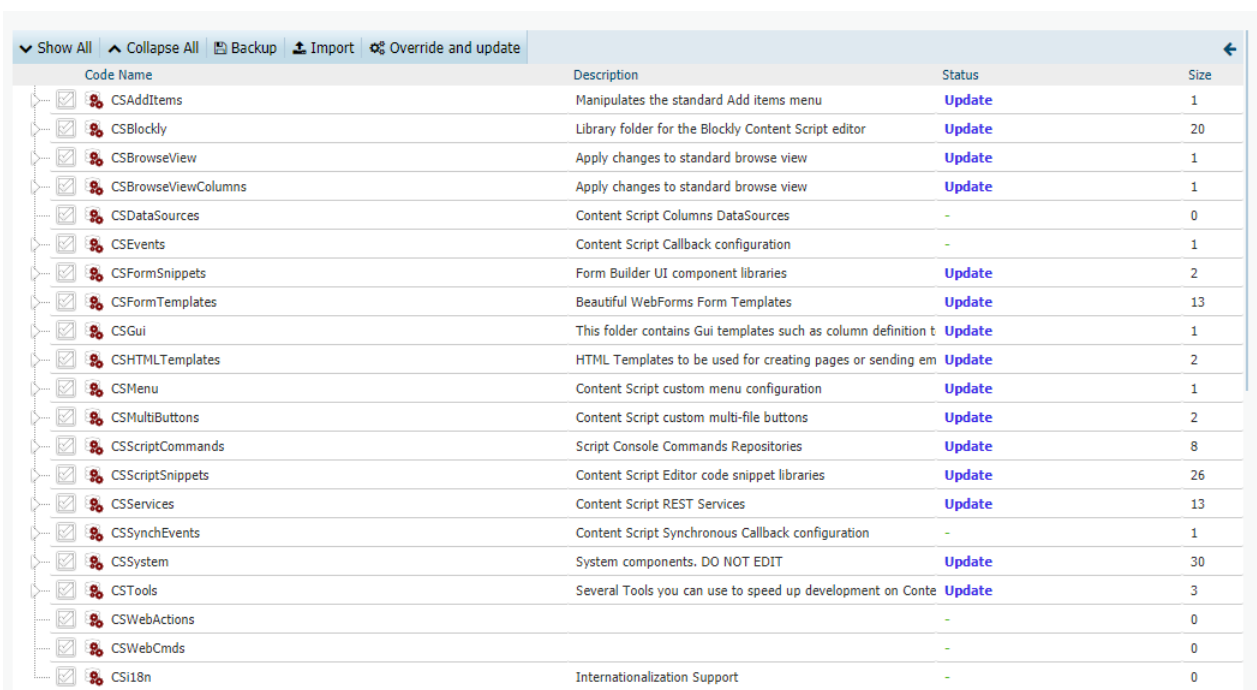 Show All Collapse All Backup Import Override and update
Code Name Description Status Size
CSAddItems Manipulates the standard Add items menu Update 1
CSBlockly Library folder for the Blockly Content Script editor Update 20
CSBrowseView Apply changes to standard browse view Update 1
CSBrowseViewColumns Apply changes to standard browse view Update 1
CSDataSources Content Script Columns DataSources - 0
CSEvents Content Script Callback configuration - 1
CSFormSnippets Form Builder UI component libraries Update 2
CSFormTemplates Beautiful WebForms Form Templates Update 13
CSGui This folder contains Gui templates such as column definition t Update 1
CSHTMLTemplates HTML Templates to be used for creating pages or sending em Update 2
CSMenu Content Script custom menu configuration Update 1
CSMultiButtons Content Script custom multi-file buttons Update 2
CSScriptCommands Script Console Commands Repositories Update 8
CSScriptSnippets Content Script Editor code snippet libraries Update 26
CSServices Content Script REST Services Update 13
CSSynchEvents Content Script Synchronous Callback configuration - 1
CSSystem System components. DO NOT EDIT Update 30
CSTools Several Tools you can use to speed up development on Conte Update 3
CSWebActions - 0
CSWebCmds - 0
CSi18n Internationalization Support - 0